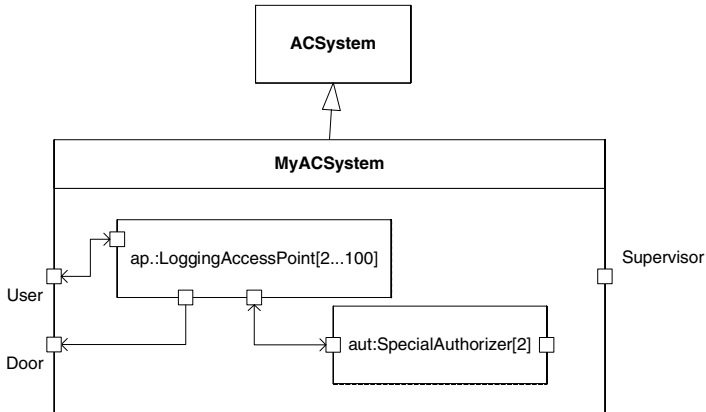 ACSystem
MyACSystem
ap.:LoggingAccessPoint[2...100]
Supervisor
User
aut:SpecialAuthorizer[2]
Door